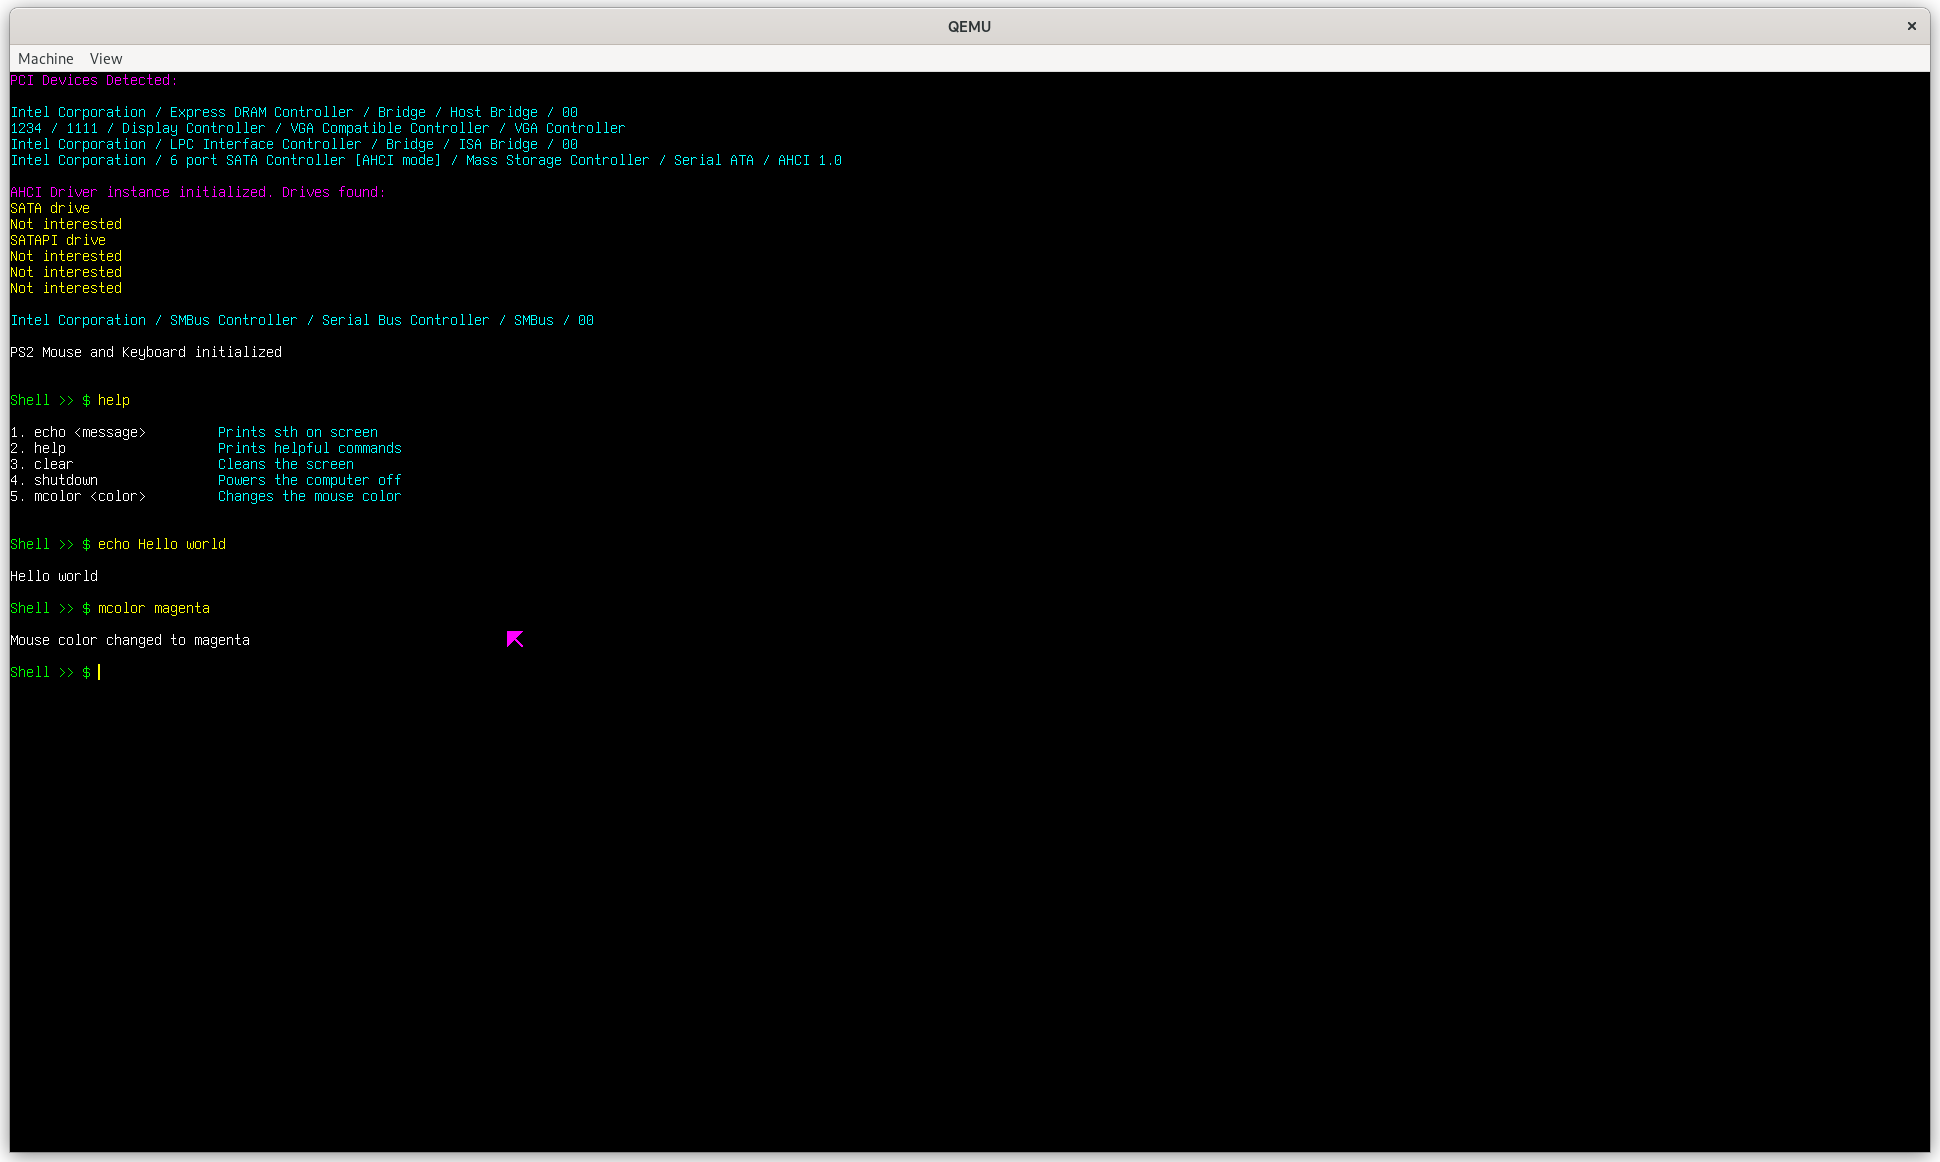 QEMU
Machine View
PCI Devices Detected:
Intel Corporation / Express DRAM Controller / Bridge / Host Bridge / 00
1234 / 1111 / Display Controller / VGA Compatible Controller / VGA Controller
Intel Corporation / LPC Interface Controller / Bridge / ISA Bridge / 00
Intel Corporation / 6 port SATA Controller [AHCI mode] / Mass Storage Controller / Serial ATA / AHCI 1.0
AHCI Driver instance initialized. Drives found:
SATA drive
Not interested
SATAPI drive
Not interested
Not interested
Not interested
Intel Corporation / SMBus Controller / Serial Bus Controller / SMBus / 00
PS2 Mouse and Keyboard initialized
Shell >> $ help
1. echo <message> Prints sth on screen
2. help Prints helpful commands
3. clear Cleans the screen
4. shutdown Powers the computer off
5. mcolor <color> Changes the mouse color
Shell >> $ echo Hello world
Hello world
Shell >> $ mcolor magenta
Mouse color changed to magenta
Shell >> $